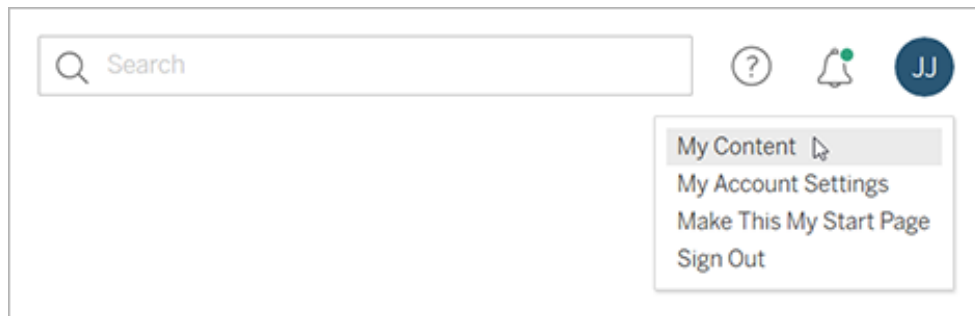 Search
?
JJ
My Content
My Account Settings
Make This My Start Page
Sign Out